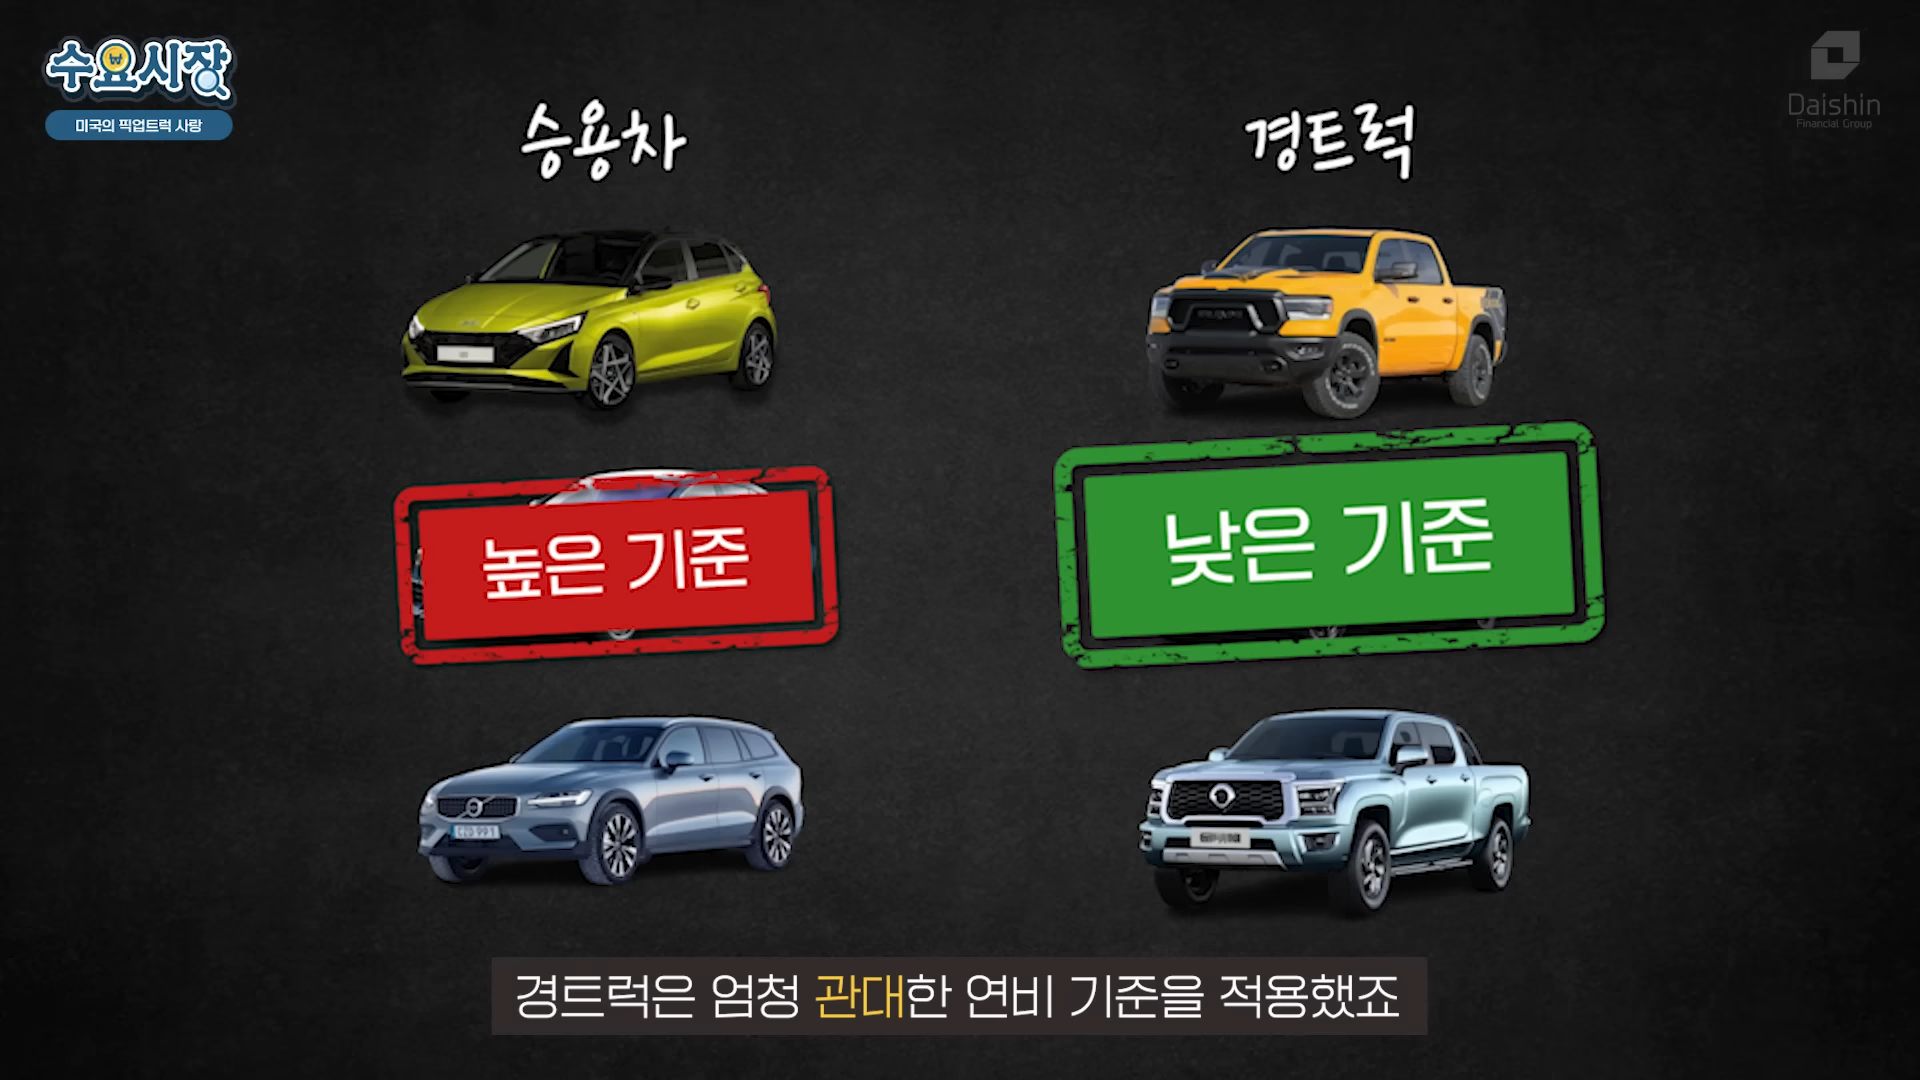 수요시장
미국의 픽업트럭 사랑
Daishin
Financial Group
승용차
경트럭
높은 기준
낮은 기준
경트럭은 엄청 관대한 연비 기준을 적용했죠